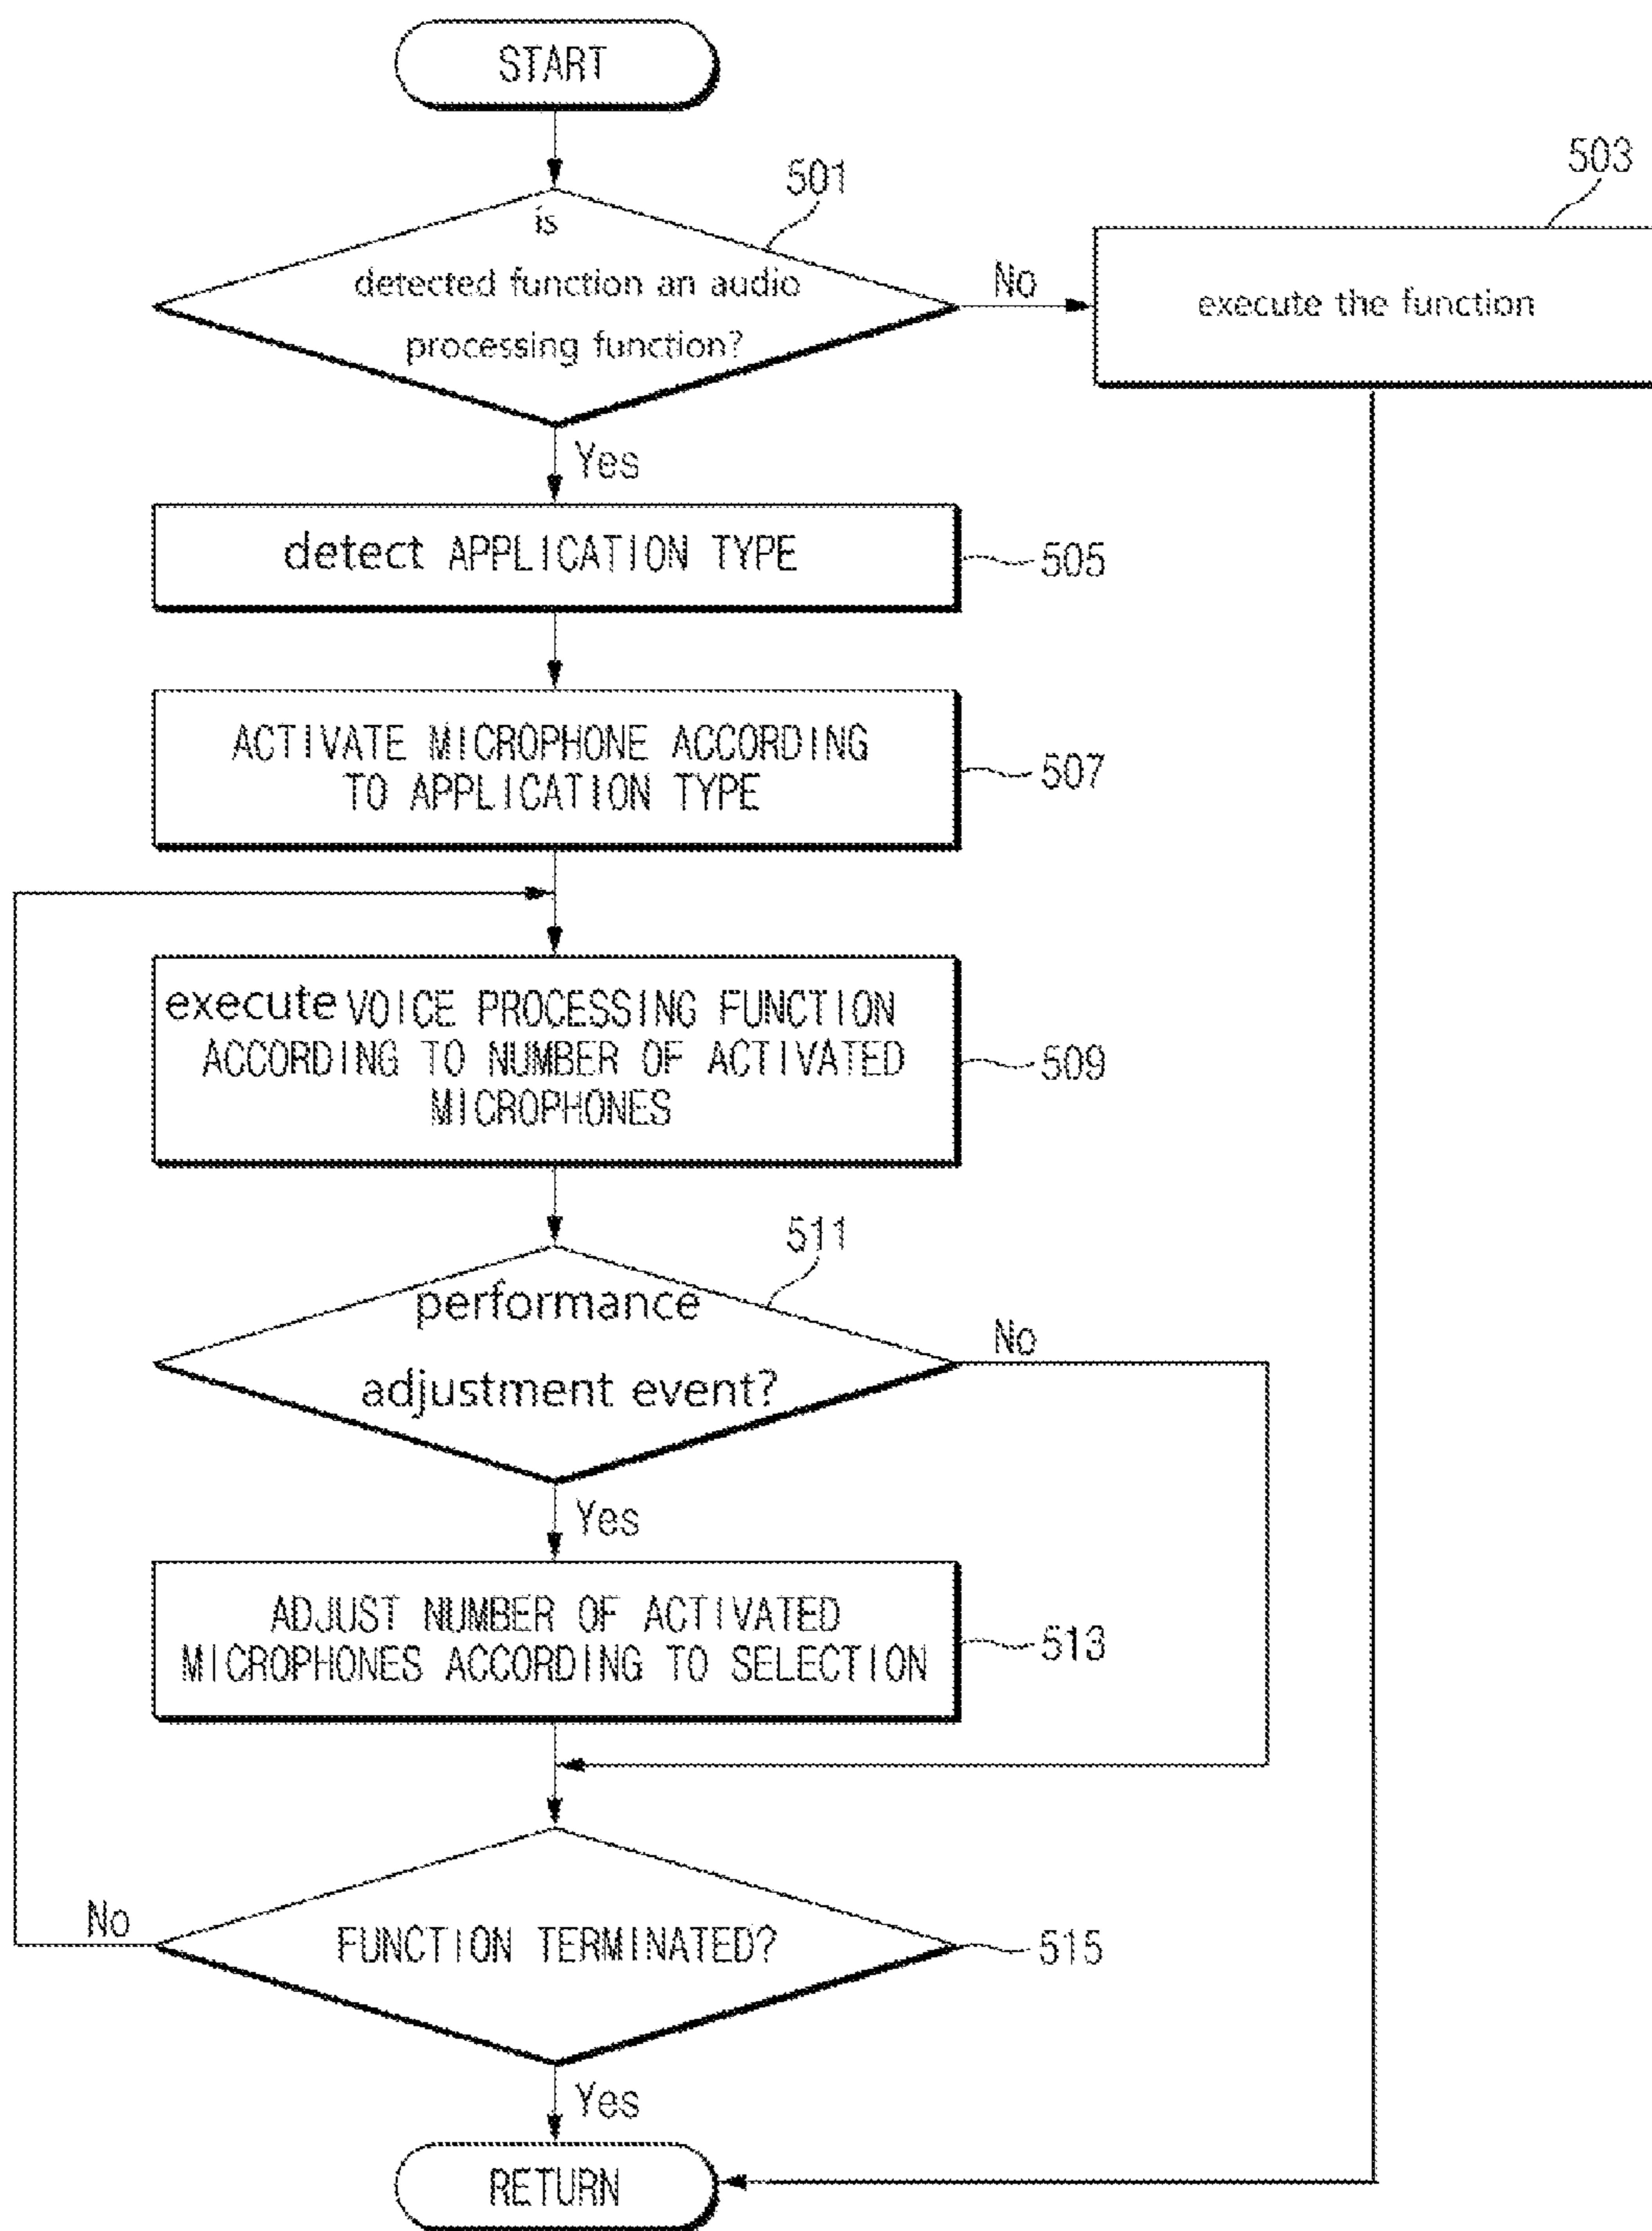 START
501
503
is
detected function an audio
processing function?
No
execute the function
Yes
detect APPLICATION TYPE
505
ACTIVATE MICROPHONE ACCORDING
TO APPLICATION TYPE
507
execute VOICE PROCESSING FUNCTION
ACCORDING TO NUMBER OF ACTIVATED
MICROPHONES
509
511
performance
adjustment event?
No
Yes
ADJUST NUMBER OF ACTIVATED
MICROPHONES ACCORDING TO SELECTION
513
No
FUNCTION TERMINATED?
515
Yes
RETURN